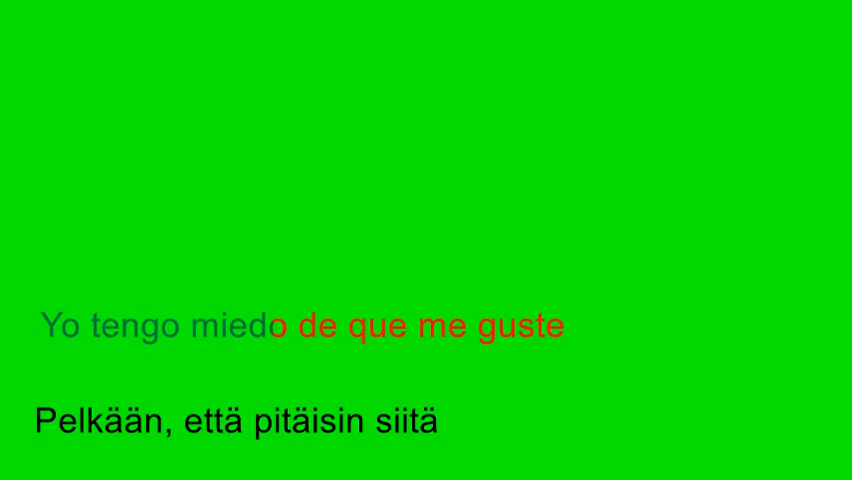 Yo tengo miedo de que me guste
Pelkään, että pitäisin siitä